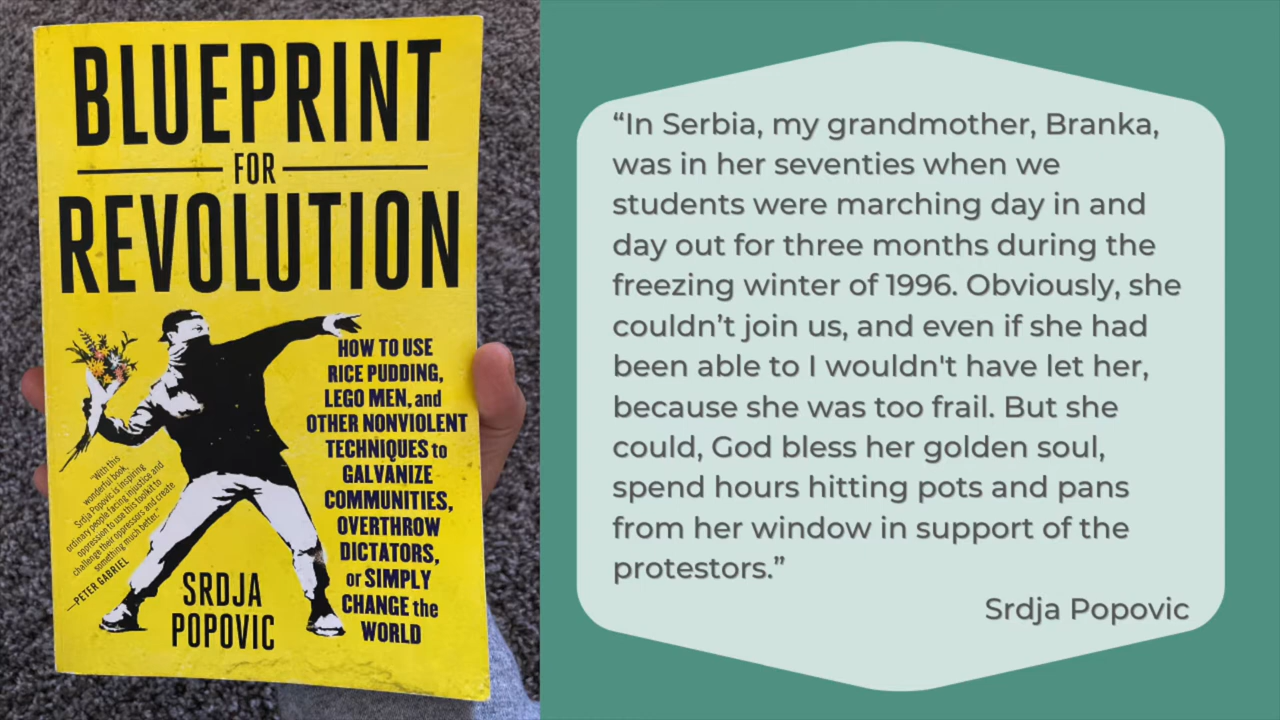 BLUEPRINT
FOR
REVOLUTION
HOW TO USE
RICE PUDDING,
LEGO MEN, and
OTHER NONVIOLENT
TECHNIQUES to
GALVANIZE
COMMUNITIES,
OVERTHROW
DICTATORS,
or SIMPLY
CHANGE the
WORLD
"With this
wonderful book,
Srdja Popovic is inspiring
ordinary people facing injustice and
oppression to use this toolkit to
challenge their oppressors and create
something much better."
—PETER GABRIEL
SRDJA
POPOVIC
“In Serbia, my grandmother, Branka,
was in her seventies when we
students were marching day in and
day out for three months during the
freezing winter of 1996. Obviously, she
couldn’t join us, and even if she had
been able to I wouldn't have let her,
because she was too frail. But she
could, God bless her golden soul,
spend hours hitting pots and pans
from her window in support of the
protestors.”
Srdja Popovic